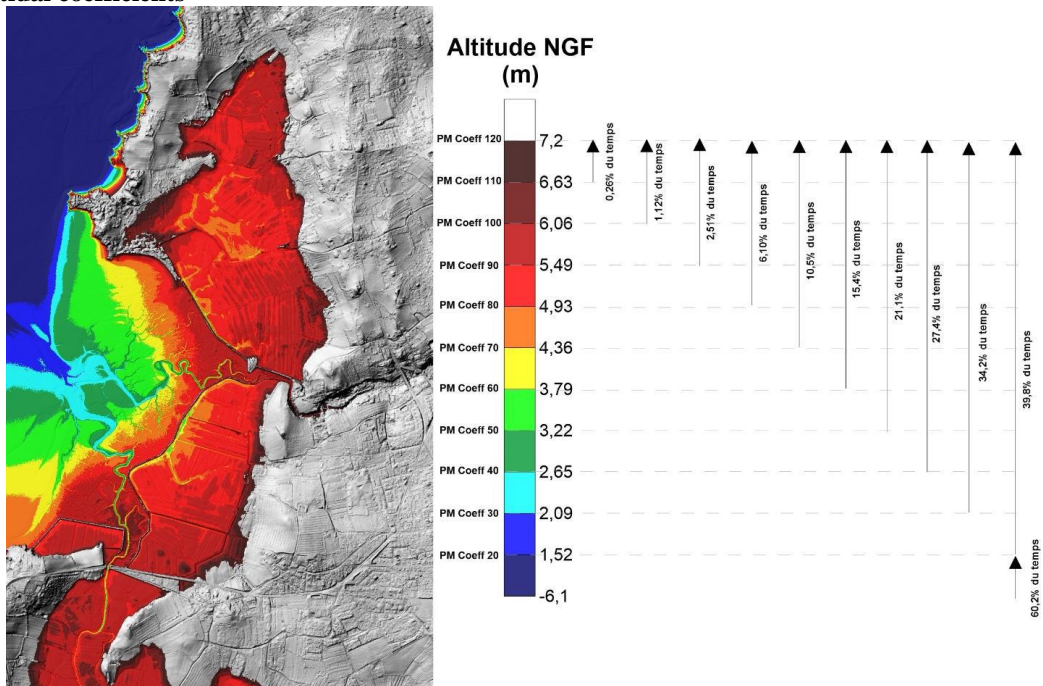 tidal coefficients
Altitude NGF
(m)
PM Coeff 120
7,2
PM Coeff 110
6,63
PM Coeff 100
6,06
PM Coeff 90
5,49
PM Coeff 80
4,93
PM Coeff 70
4,36
PM Coeff 60
3,79
PM Coeff 50
3,22
PM Coeff 40
2,65
PM Coeff 30
2,09
PM Coeff 20
1,52
-6,1
0,26% du temps
1,12% du temps
2,51% du temps
6,10% du temps
10,5% du temps
15,4% du temps
21,1% du temps
27,4% du temps
34,2% du temps
39,8% du temps
60,2% du temps